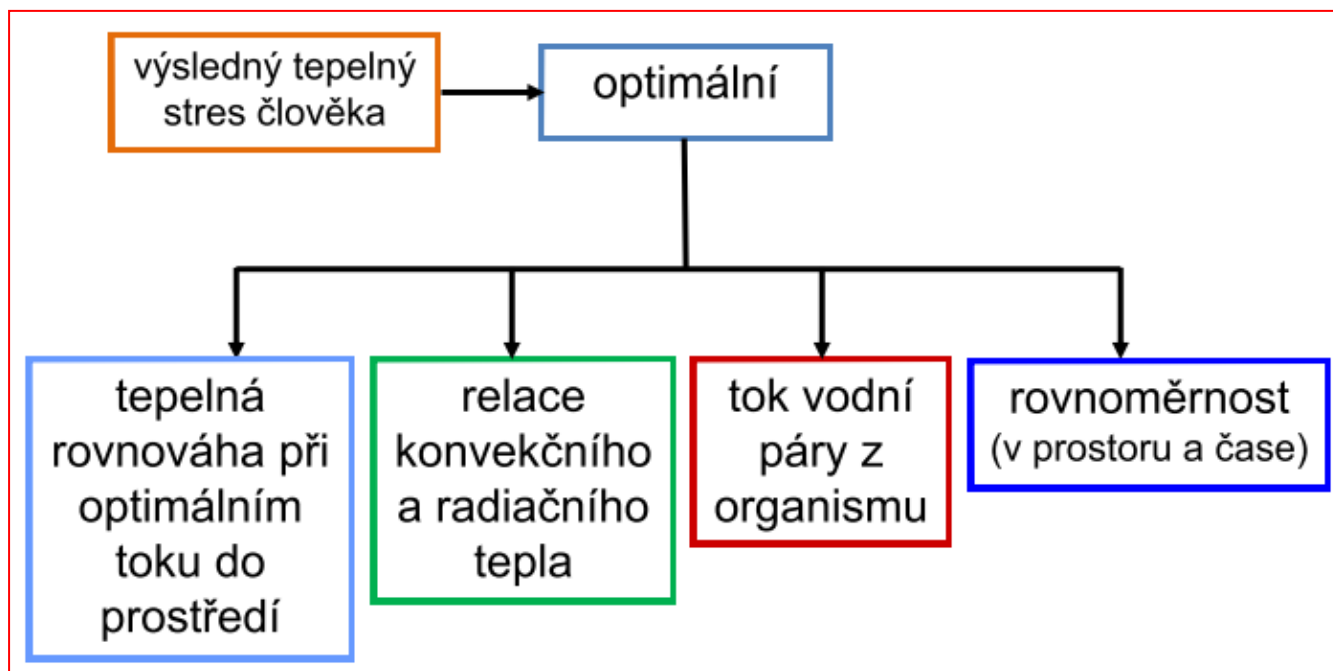 výsledný tepelný
stres člověka
optimální
tepelná
rovnováha při
optimálním
toku do
prostředí
relace
konvekčního
a radiačního
tepla
tok vodní
páry z
organismu
rovnoměrnost
(v prostoru a čase)